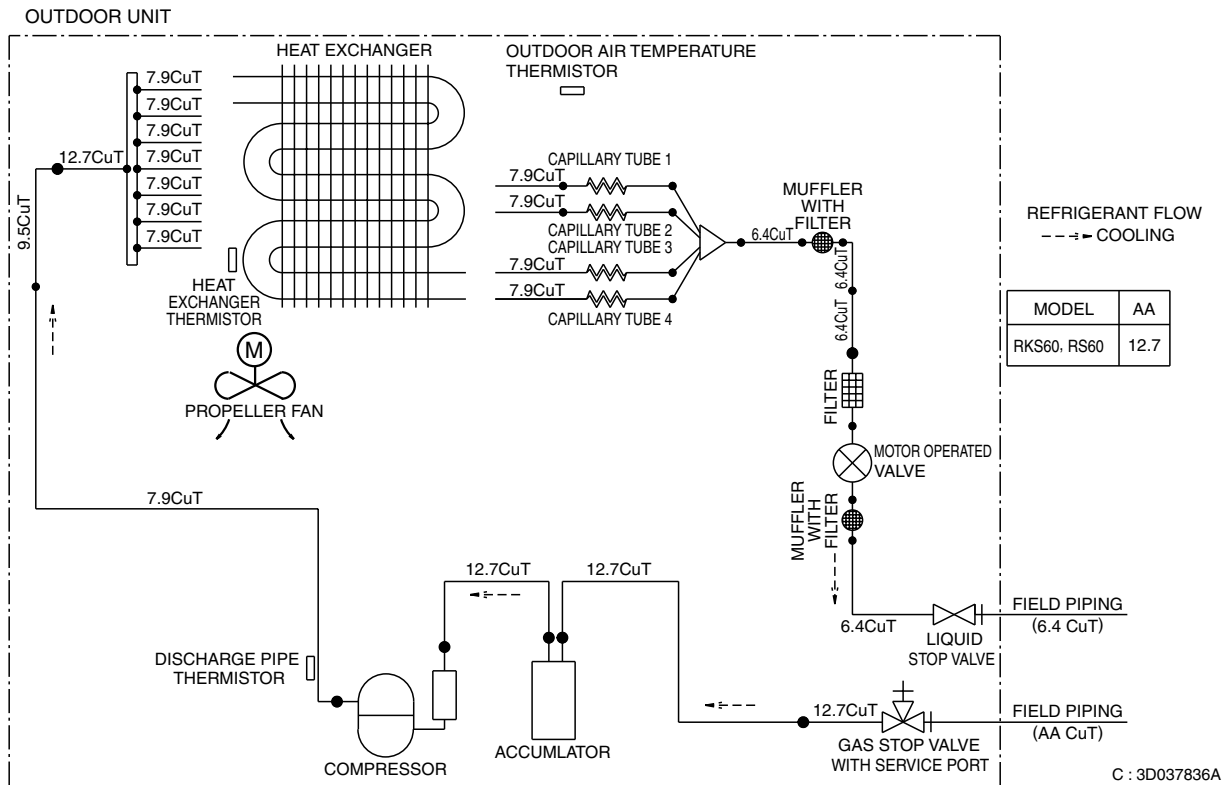 OUTDOOR UNIT
HEAT EXCHANGER
OUTDOOR AIR TEMPERATURE
THERMISTOR
7.9CuT
7.9CuT
7.9CuT
7.9CuT
7.9CuT
7.9CuT
7.9CuT
12.7CuT
9.5CuT
HEAT
EXCHANGER
THERMISTOR
M
PROPELLER FAN
CAPILLARY TUBE 1
7.9CuT
7.9CuT
CAPILLARY TUBE 2
CAPILLARY TUBE 3
7.9CuT
7.9CuT
CAPILLARY TUBE 4
6.4CuT
MUFFLER
WITH
FILTER
6.4CuT
6.4CuT
FILTER
MOTOR OPERATED
VALVE
MUFFLER
WITH
FILTER
6.4CuT
LIQUID
STOP VALVE
FIELD PIPING
(6.4 CuT)
REFRIGERANT FLOW
COOLING
MODEL AA
RKS60, RS60 12.7
7.9CuT
12.7CuT
12.7CuT
DISCHARGE PIPE
THERMISTOR
COMPRESSOR
ACCUMLATOR
12.7CuT
GAS STOP VALVE
WITH SERVICE PORT
FIELD PIPING
(AA CuT)
C : 3D037836A